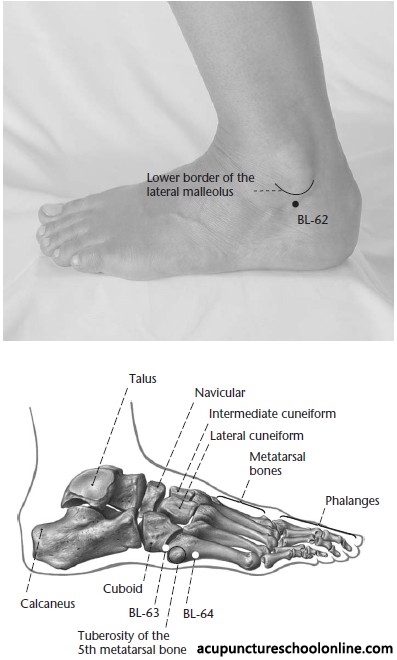 Lower border of the
lateral malleolus
BL-62
Talus
Navicular
Intermediate cuneiform
Lateral cuneiform
Metatarsal
bones
Phalanges
Cuboid
Calcaneus
BL-63
BL-64
Tuberosity of the
5th metatarsal bone
acupunctureschoolonline.com